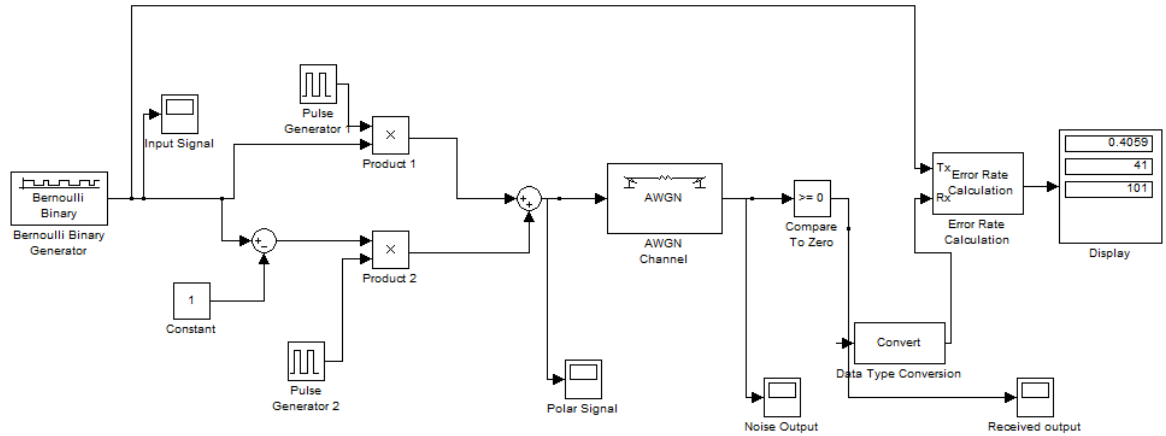 Bernoulli
Binary
Bernoulli Binary
Generator
Input Signal
Pulse
Generator 1
×
Product 1
1
Constant
×
Product 2
Pulse
Generator 2
Polar Signal
AWGN
AWGN
Channel
>= 0
Compare
To Zero
Noise Output
Convert
Data Type Conversion
Received output
Tx
Rx
Error Rate
Calculation
Error Rate
Calculation
0.4059
41
101
Display